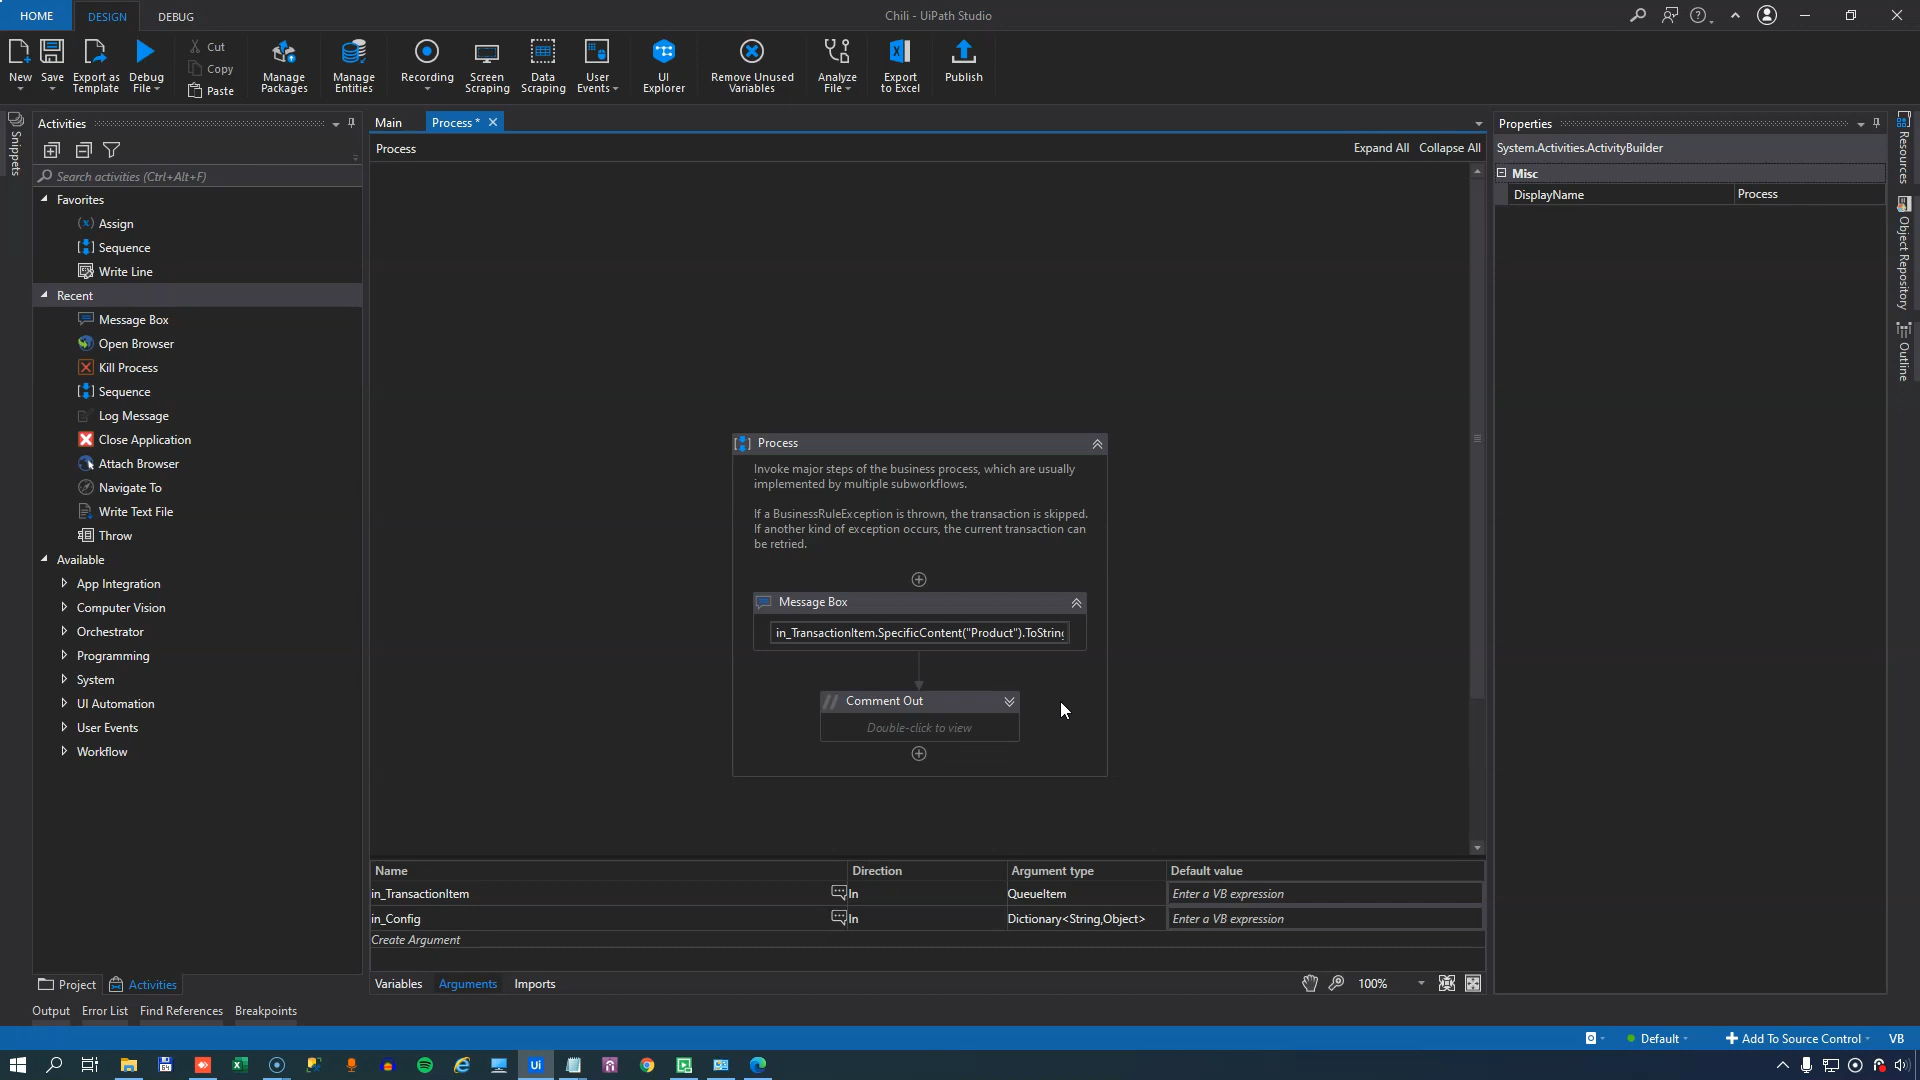 HOME
DESIGN
DEBUG
Chili - UiPath Studio
New
Save
Export as
Template
Debug
File
Cut
Copy
Paste
Manage
Packages
Manage
Entities
Recording
Screen
Scraping
Data
Scraping
User
Events
UI
Explorer
Remove Unused
Variables
Analyze
File
Export
to Excel
Publish
Snippets
Activities
Search activities (Ctrl+Alt+F)
Favorites
Assign
Sequence
Write Line
Recent
Message Box
Open Browser
Kill Process
Sequence
Log Message
Close Application
Attach Browser
Navigate To
Write Text File
Throw
Available
App Integration
Computer Vision
Orchestrator
Programming
System
UI Automation
User Events
Workflow
Project
Activities
Main
Process *
Process
Expand All
Collapse All
Process
Invoke major steps of the business process, which are usually
implemented by multiple subworkflows.
If a BusinessRuleException is thrown, the transaction is skipped.
If another kind of exception occurs, the current transaction can
be retried.
Message Box
in_TransactionItem.SpecificContent("Product").ToString
Comment Out
Double-click to view
Name
Direction
Argument type
Default value
in_TransactionItem
In
QueueItem
Enter a VB expression
in_Config
In
Dictionary<String,Object>
Enter a VB expression
Create Argument
Variables
Arguments
Imports
100%
Properties
System.Activities.ActivityBuilder
Misc
DisplayName
Process
Resources
Object Repository
Outline
Output
Error List
Find References
Breakpoints
Default
Add To Source Control
VB
Ui